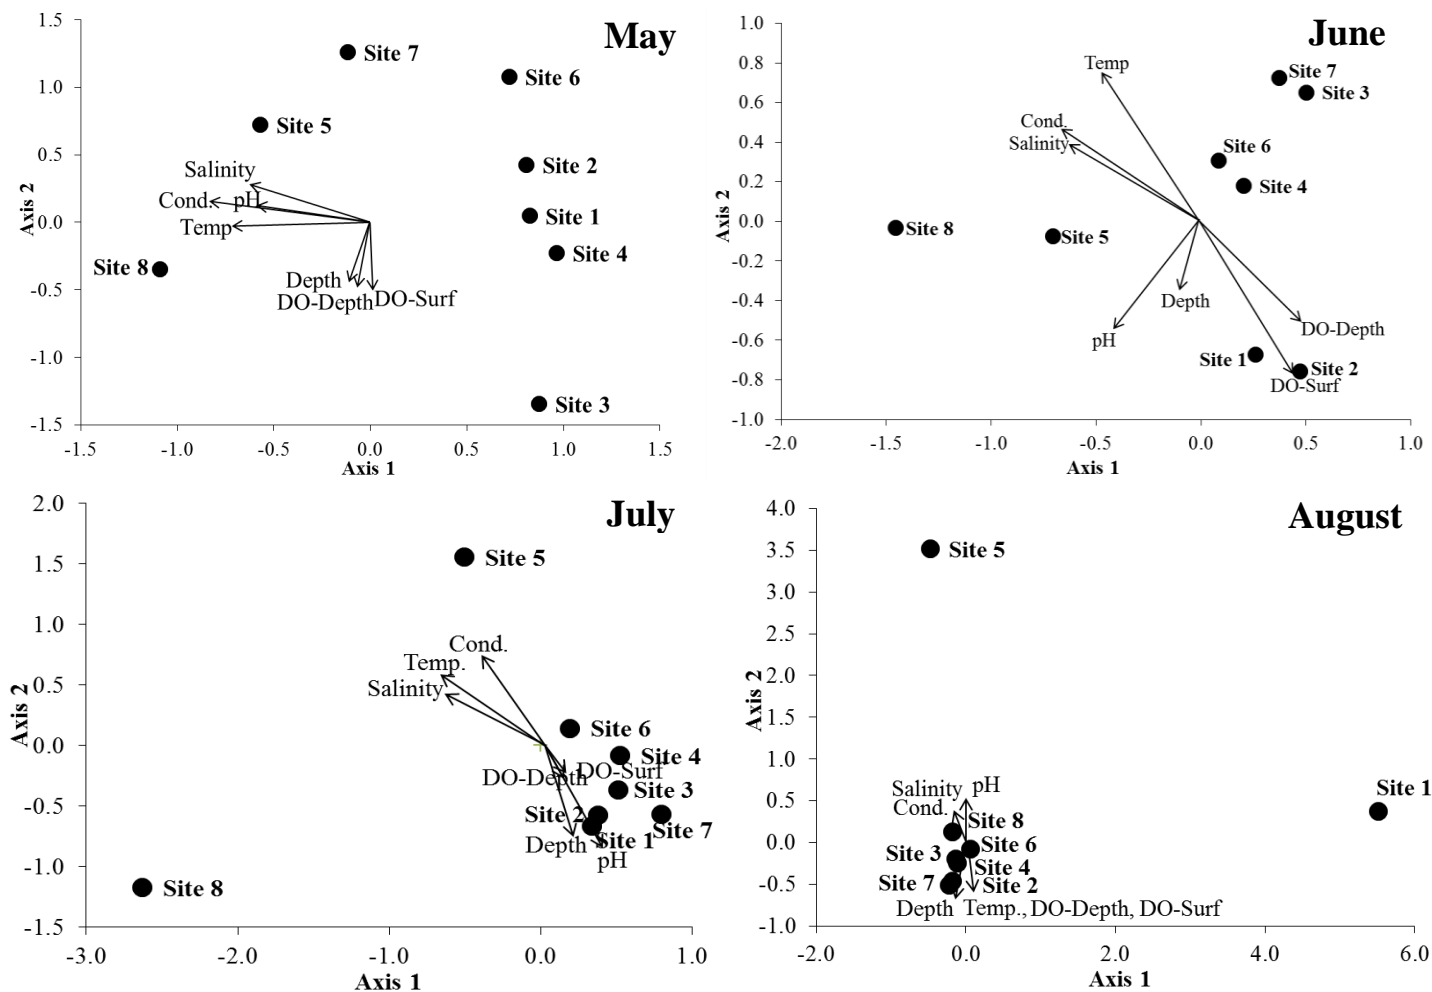 May
1.5
1.0
0.5
0.0
-0.5
-1.0
-1.5
Axis 2
Site 7
Site 6
Site 5
Site 2
Salinity
Cond.
pH
Site 1
Temp
Site 4
Site 8
Depth
DO-Depth
DO-Surf
Site 3
-1.5 -1.0 -0.5 0.0 0.5 1.0 1.5
Axis 1
June
1.0
0.8
0.6
0.4
0.2
0.0
-0.2
-0.4
-0.6
-0.8
-1.0
Axis 2
Temp
Site 7
Site 3
Cond.
Salinity
Site 6
Site 4
Site 8
Site 5
Depth
DO-Depth
pH
Site 1
Site 2
DO-Surf
-2.0 -1.5 -1.0 -0.5 0.0 0.5 1.0
Axis 1
July
2.0
1.5
1.0
0.5
0.0
-0.5
-1.0
-1.5
Axis 2
Site 5
Cond.
Temp.
Salinity
Site 6
Site 4
DO-Depth
DO-Surf
Site 3
Site 2
Site 7
Site 1
Depth
pH
Site 8
-3.0 -2.0 -1.0 0.0 1.0
Axis 1
August
4.0
3.5
3.0
2.5
2.0
1.5
1.0
0.5
0.0
-0.5
-1.0
Axis 2
Site 5
Site 1
Salinity
pH
Cond.
Site 8
Site 6
Site 3
Site 4
Site 7
Site 2
Depth
Temp., DO-Depth, DO-Surf
-2.0 0.0 2.0 4.0 6.0
Axis 1